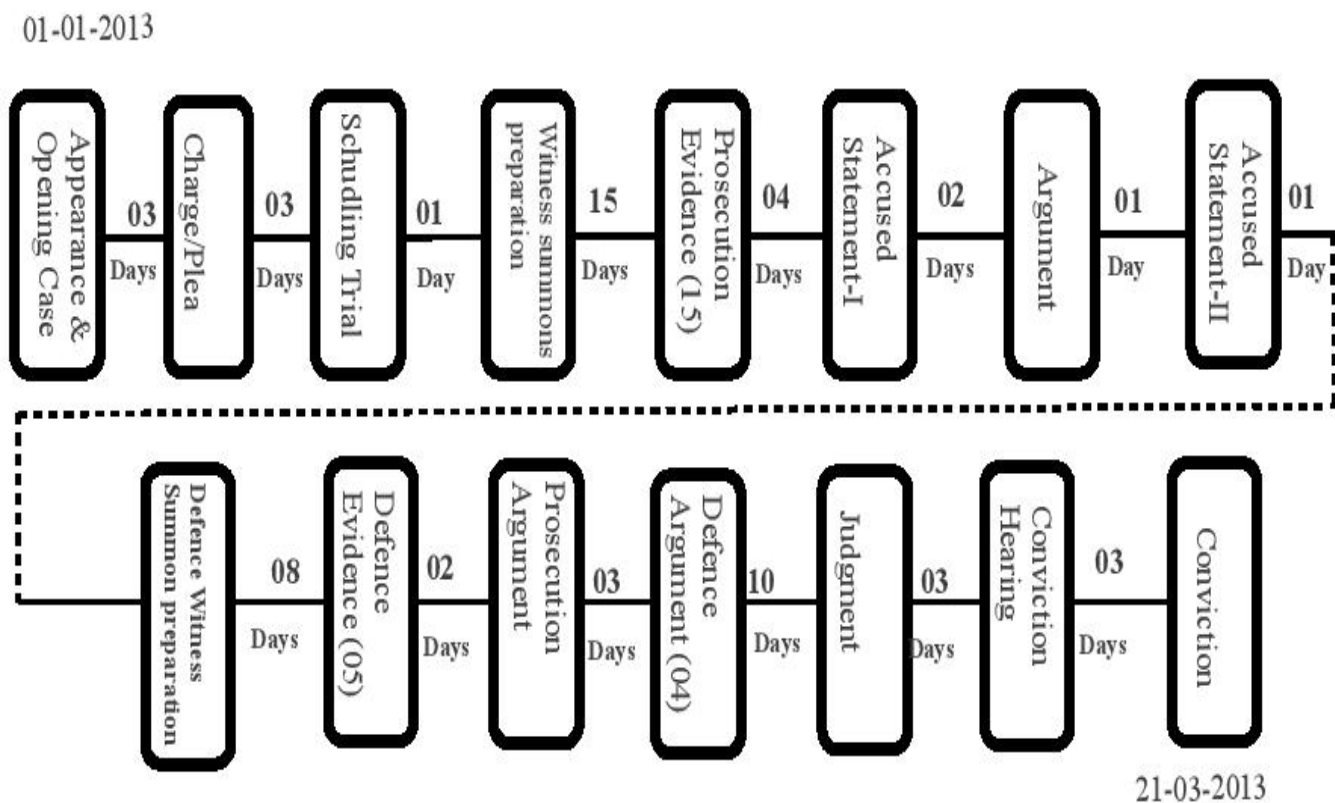 01-01-2013
Appearance &
Opening Case
03
Days
Charge/Plea
03
Days
Schudling Trial
01
Day
Witness summons
preparation
15
Days
Prosecution
Evidence (15)
04
Days
Accused
Statement-I
02
Days
Argument
01
Day
Accused
Statement-II
01
Day
Defence Witness
Summon preparation
08
Days
Defence
Evidence (05)
02
Days
Prosecution
Argument
03
Days
Defence
Argument (04)
10
Days
Judgment
03
Days
Conviction
Hearing
03
Days
Conviction
21-03-2013